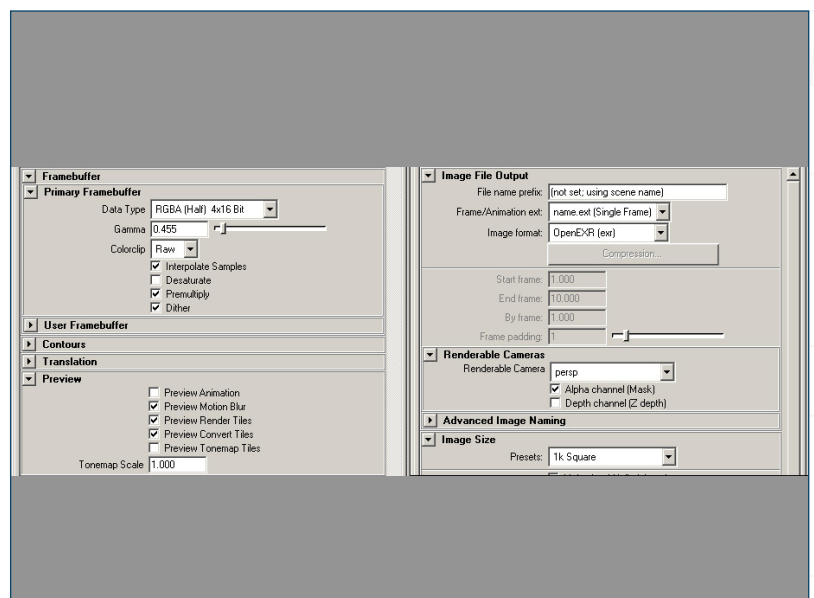 Framebuffer
Primary Framebuffer
Data Type RGBA (Half) 4x16 Bit
Gamma 0.455
Colorclip Raw
Interpolate Samples
Desaturate
Premultiply
Dither
User Framebuffer
Contours
Translation
Preview
Preview Animation
Preview Motion Blur
Preview Render Tiles
Preview Convert Tiles
Preview Tonemap Tiles
Tonemap Scale 1.000
Image File Output
File name prefix: (not set; using scene name)
Frame/Animation ext: name.ext (Single Frame)
Image format: OpenEXR (exr)
Compression...
Start frame: 1.000
End frame: 10.000
By frame: 1.000
Frame padding: 1
Renderable Cameras
Renderable Camera persp
Alpha channel (Mask)
Depth channel (Z depth)
Advanced Image Naming
Image Size
Presets: 1k Square